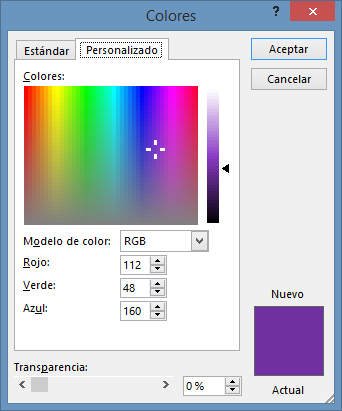 Colores
? ×
Estándar Personalizado
Aceptar
Cancelar
Colores:
Modelo de color: RGB
Rojo: 112
Verde: 48
Azul: 160
Nuevo
Actual
Transparencia:
0 %